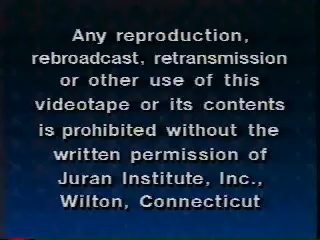 Any reproduction,
rebroadcast, retransmission
or other use of this
videotape or its contents
is prohibited without the
written permission of
Juran Institute, Inc.,
Wilton, Connecticut